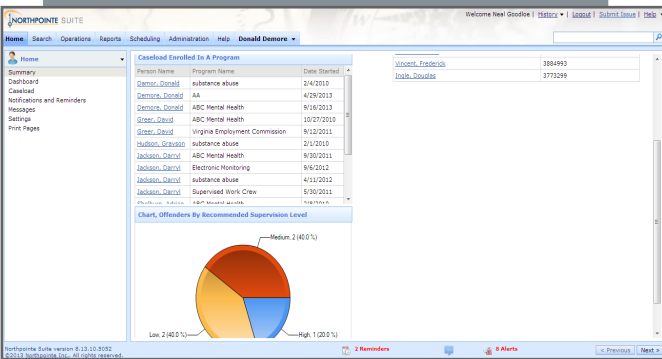 NORTHPOINTE SUITE
Welcome Neal Goodloe | History ▾ | Logout | Submit Issue | Help
Home Search Operations Reports Scheduling Administration Help Donald Demore ▾
Home
Summary
Dashboard
Caseload
Notifications and Reminders
Messages
Settings
Print Pages
Caseload Enrolled In A Program
Person Name Program Name Date Started
Damor, Donald substance abuse 2/4/2010
Demore, Donald AA 4/29/2013
Demore, Donald ABC Mental Health 9/16/2013
Greer, David ABC Mental Health 10/27/2010
Greer, David Virginia Employment Commission 9/12/2011
Hudson, Grayson substance abuse 2/1/2010
Jackson, Darryl ABC Mental Health 9/30/2011
Jackson, Darryl Electronic Monitoring 9/6/2012
Jackson, Darryl substance abuse 4/11/2012
Jackson, Darryl Supervised Work Crew 5/30/2011
ABC Mental Health
Vincent, Frederick 3884993
Ingle, Douglas 3773299
Chart, Offenders By Recommended Supervision Level
Medium, 2 (40.0 %)
Low, 2 (40.0 %)
High, 1 (20.0 %)
Northpointe Suite version 8.13.10.5052
©2013 Northpointe Inc. All rights reserved.
2 Reminders
8 Alerts
« Previous Next »